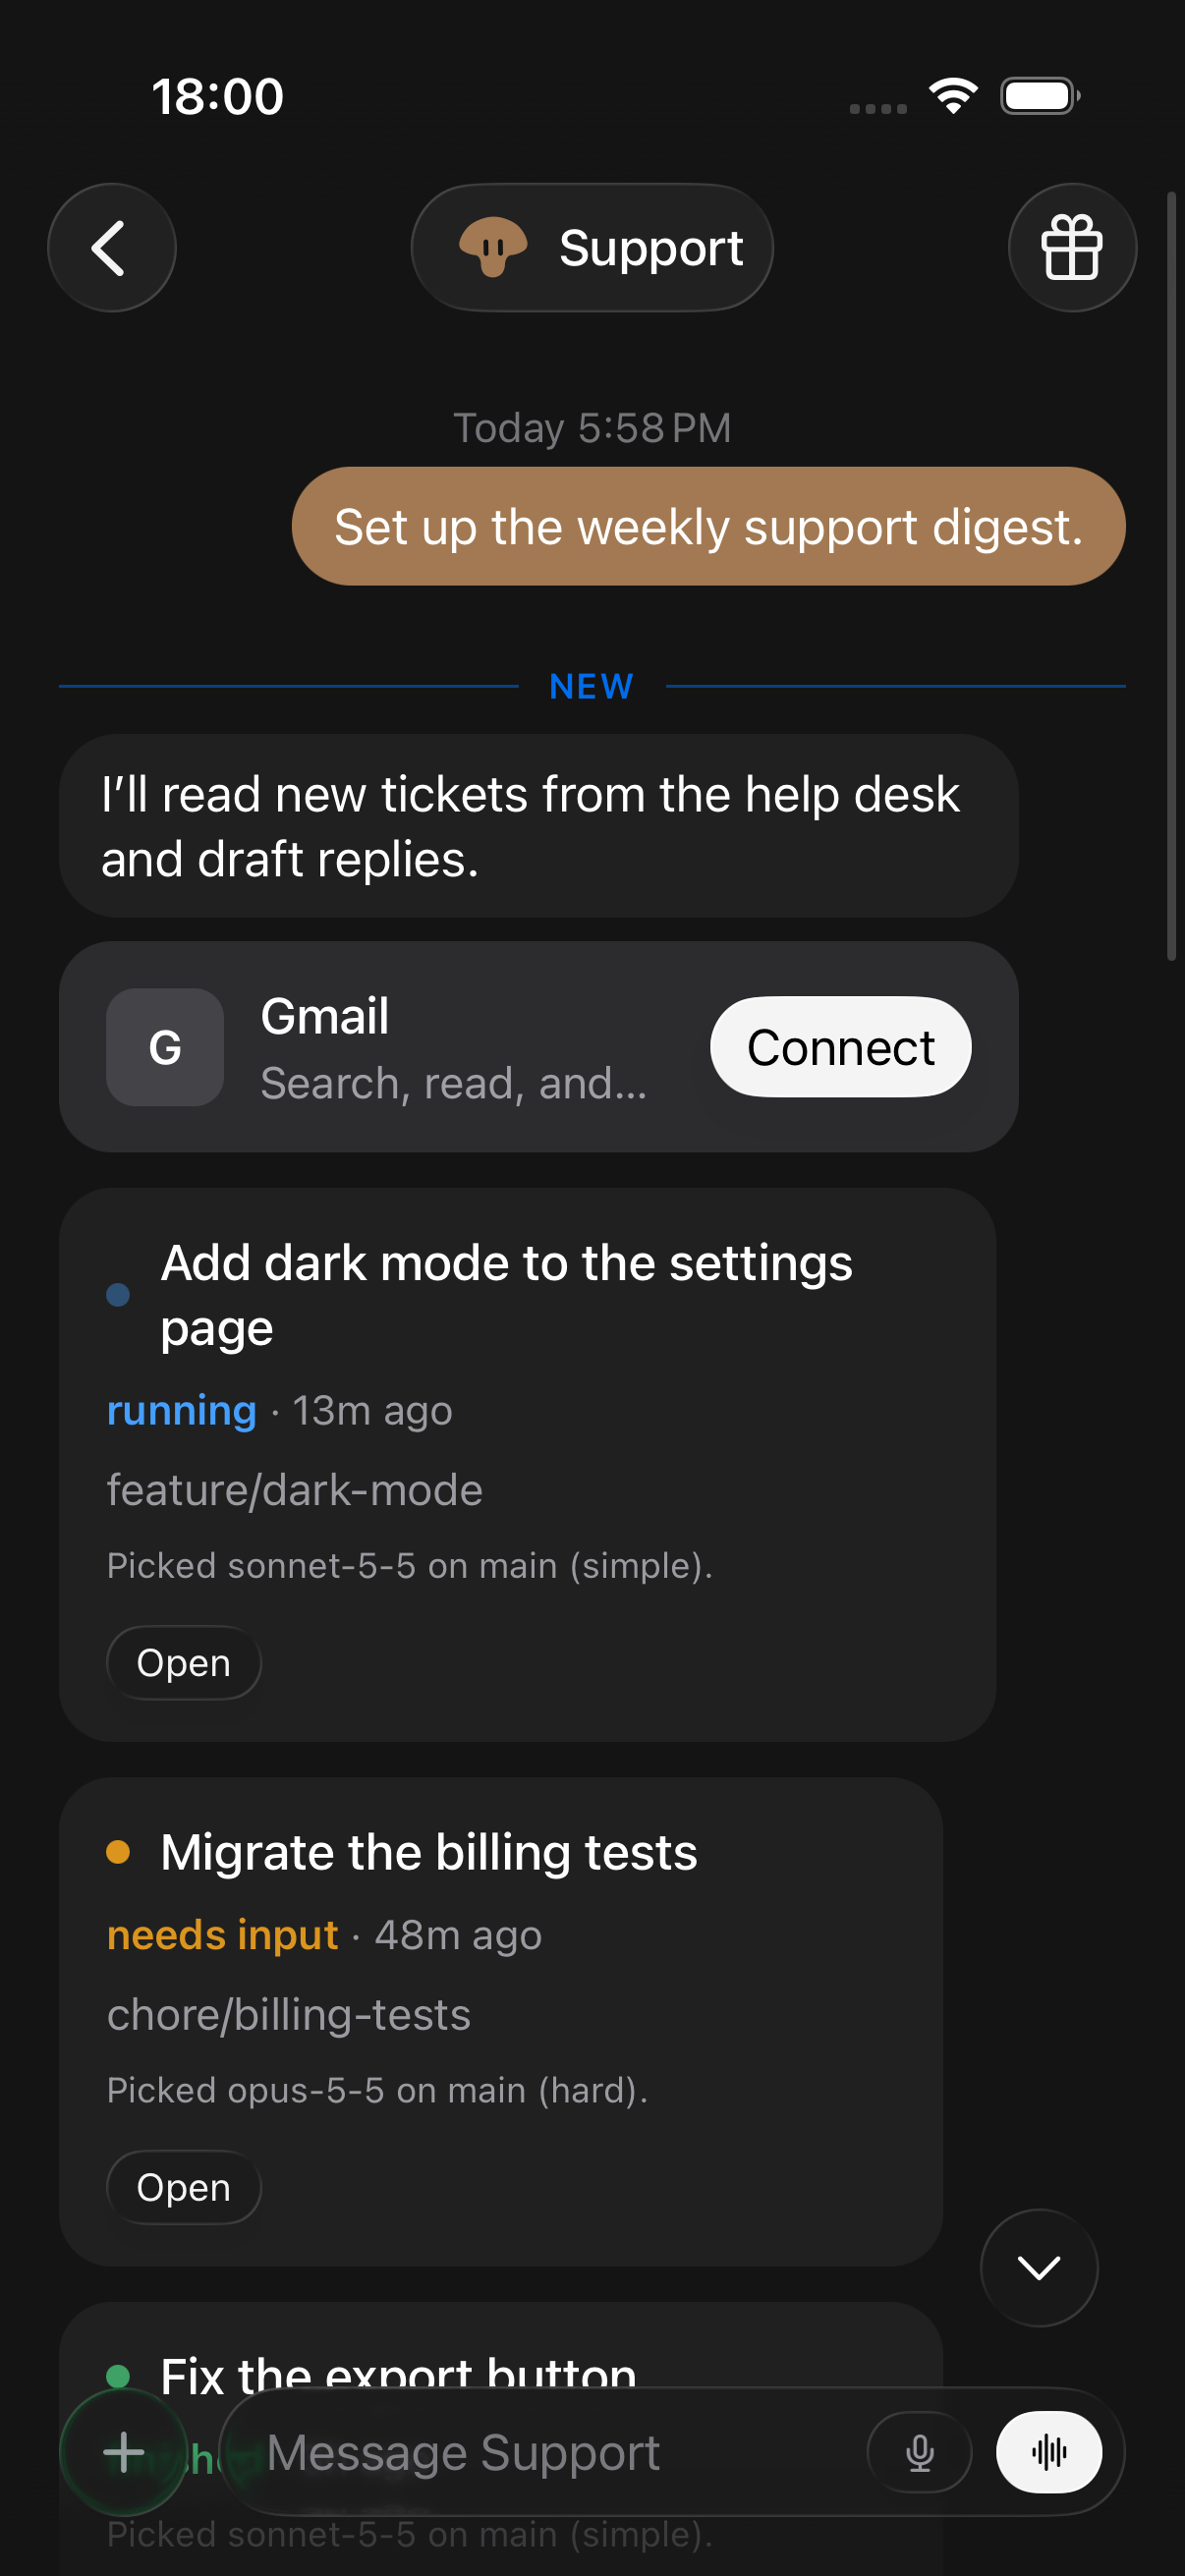 18:00
Support
Today 5:58 PM
Set up the weekly support digest.
NEW
I’ll read new tickets from the help desk
and draft replies.
G
Gmail
Search, read, and...
Connect
Add dark mode to the settings
page
running · 13m ago
feature/dark-mode
Picked sonnet-5-5 on main (simple).
Open
Migrate the billing tests
needs input · 48m ago
chore/billing-tests
Picked opus-5-5 on main (hard).
Open
Fix the export button
Message Support
Picked sonnet-5-5 on main (simple).